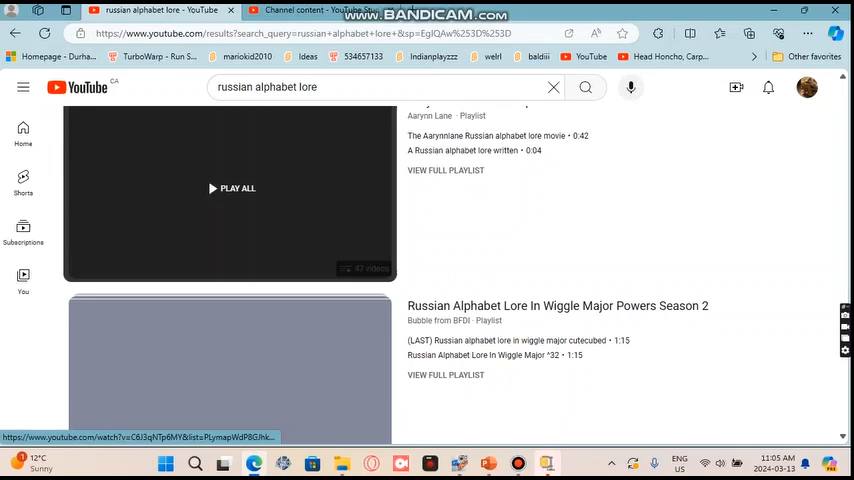 www.BANDICAM.com
russian alphabet lore - YouTube
Channel content - YouTube Stu
https://www.youtube.com/results?search_query=russian+alphabet+lore+&sp=EgIQAw%253D%253D
Homepage - Durha...
TurboWarp - Run S...
mariokid2010
Ideas
534657133
Indianplayzzz
welrl
baldiii
YouTube
Head Honcho, Carp...
Other favorites
YouTube CA
russian alphabet lore
Home
Shorts
Subscriptions
You
Aarynn Lane · Playlist
The Aarynnlane Russian alphabet lore movie • 0:42
A Russian alphabet lore written • 0:04
VIEW FULL PLAYLIST
PLAY ALL
47 videos
Russian Alphabet Lore In Wiggle Major Powers Season 2
Bubble from BFDI · Playlist
(LAST) Russian alphabet lore in wiggle major cutecubed • 1:15
Russian Alphabet Lore In Wiggle Major ^32 • 1:15
VIEW FULL PLAYLIST
https://www.youtube.com/watch?v=C6J3qNTp6MY&list=PLymapWdP8GJhk...
1
12°C
Sunny
ENG
US
11:05 AM
2024-03-13